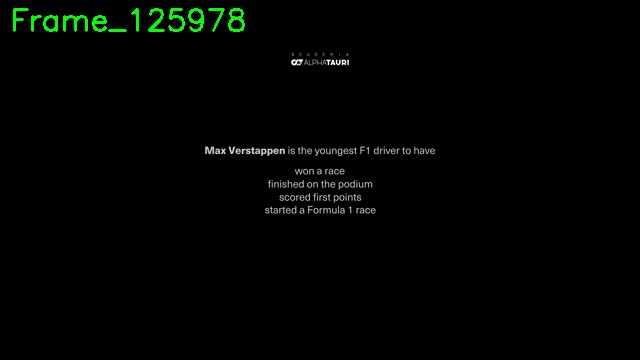 Frame_125978
SCUDERIA
ALPHATAURI
Max Verstappen is the youngest F1 driver to have
won a race
finished on the podium
scored first points
started a Formula 1 race